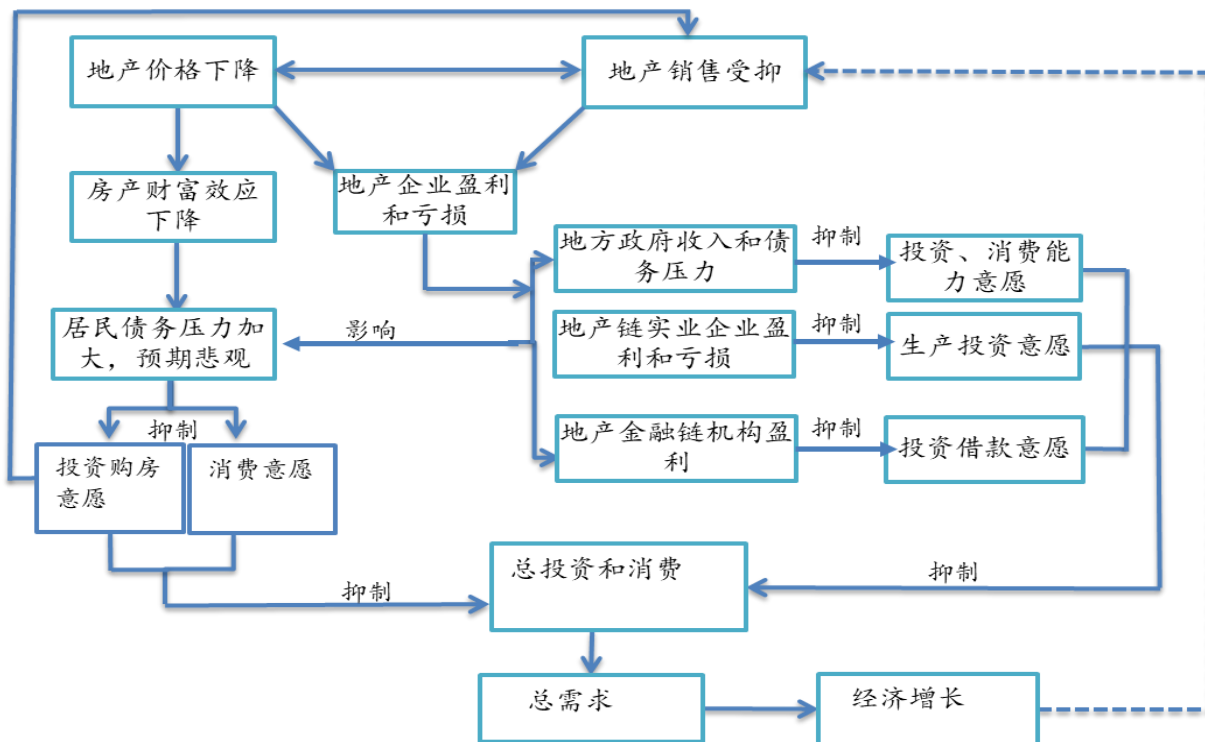 地产价格下降
地产销售受抑
房产财富效应
下降
地产企业盈利
和亏损
地方政府收入和债
务压力
抑制
投资、消费能
力意愿
居民债务压力加
大，预期悲观
影响
地产链实业企业盈
利和亏损
抑制
生产投资意愿
抑制
投资购房
意愿
消费意愿
地产金融链机构盈
利
抑制
投资借款意愿
总投资和消费
抑制
抑制
总需求
经济增长